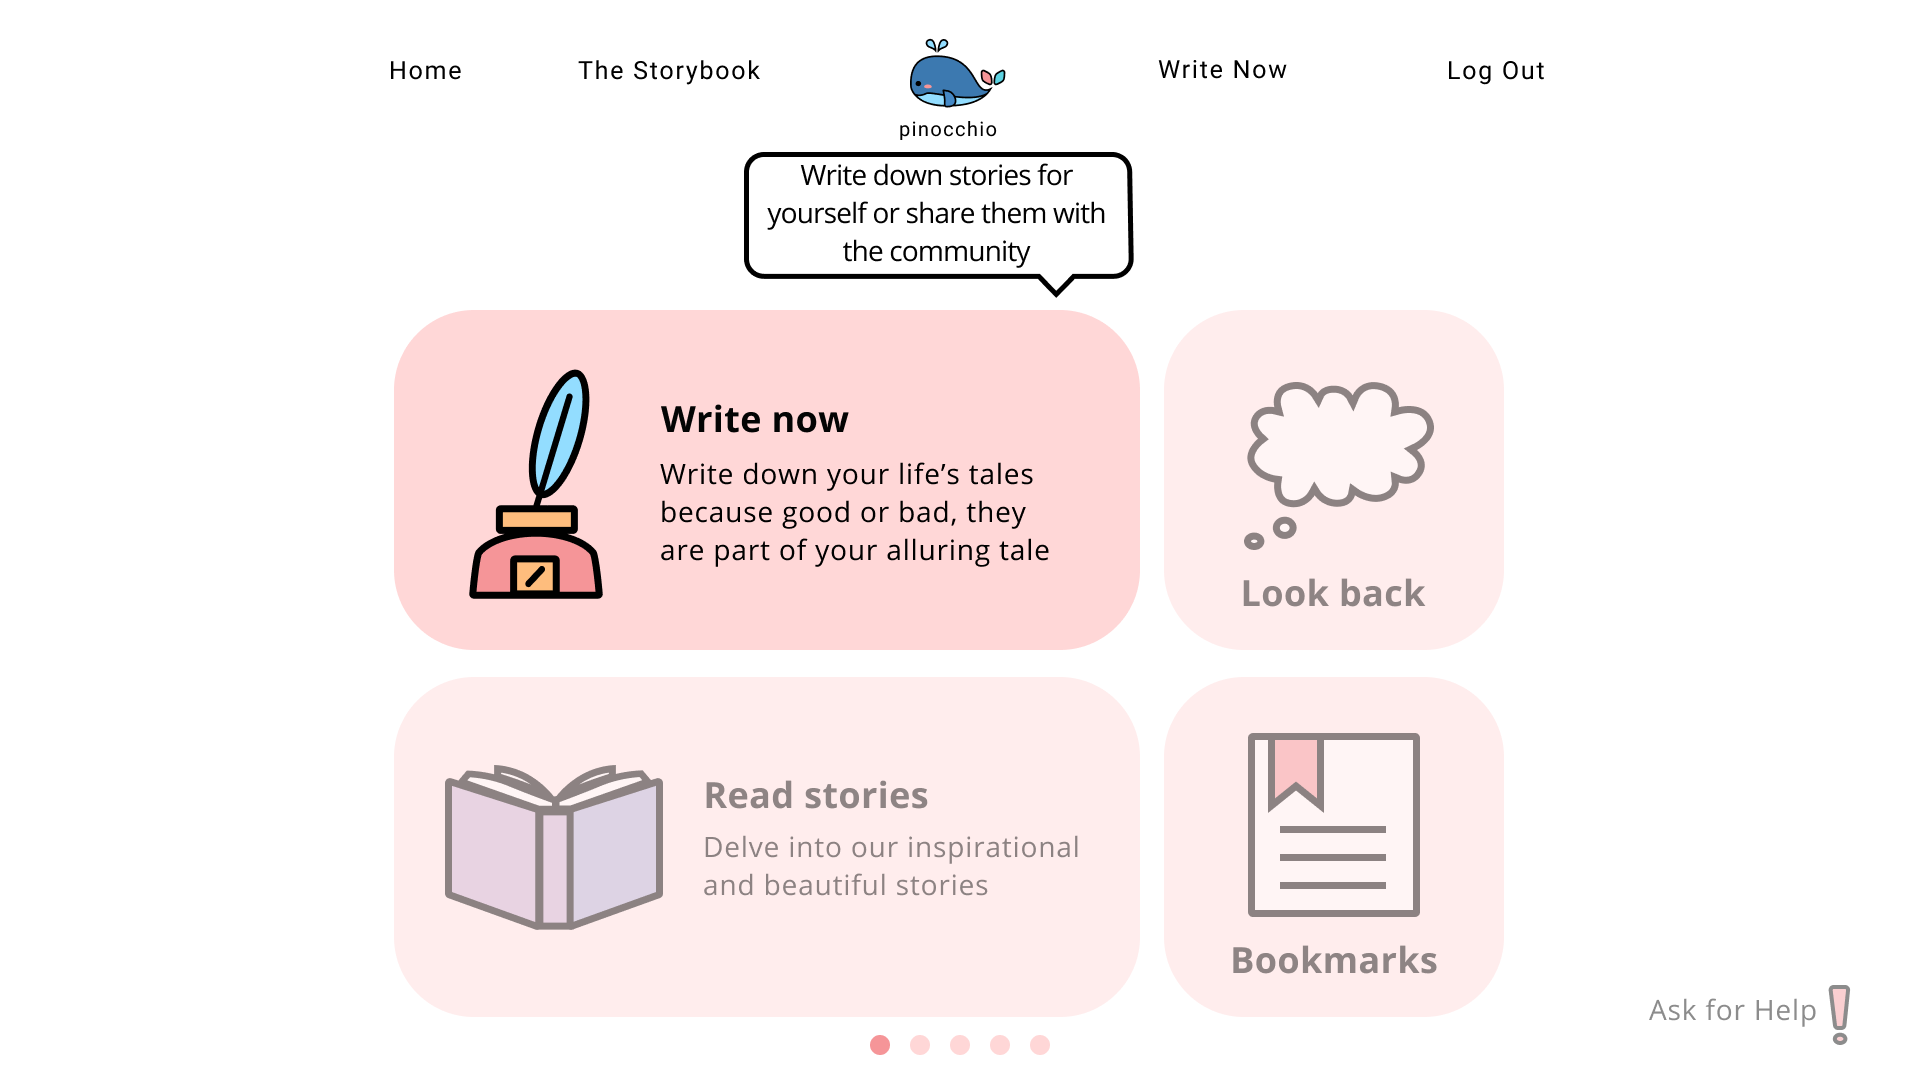 Home
The Storybook
Write Now
Log Out
pinocchio
Write down stories for
yourself or share them with
the community
Write now
Write down your life’s tales
because good or bad, they
are part of your alluring tale
Look back
Read stories
Delve into our inspirational
and beautiful stories
Bookmarks
Ask for Help